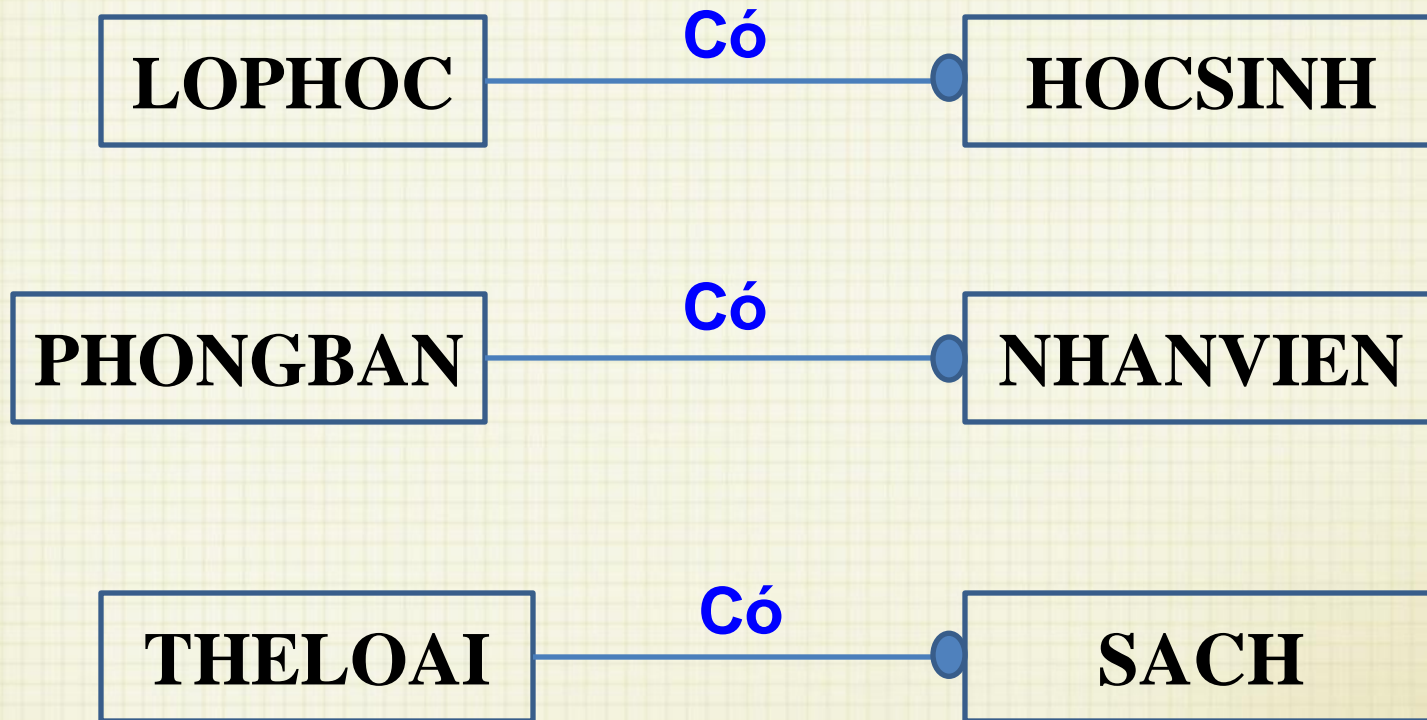 Có
LOPHOC HOCSINH
Có
PHONGBAN NHANVIEN
Có
THELOAI SACH